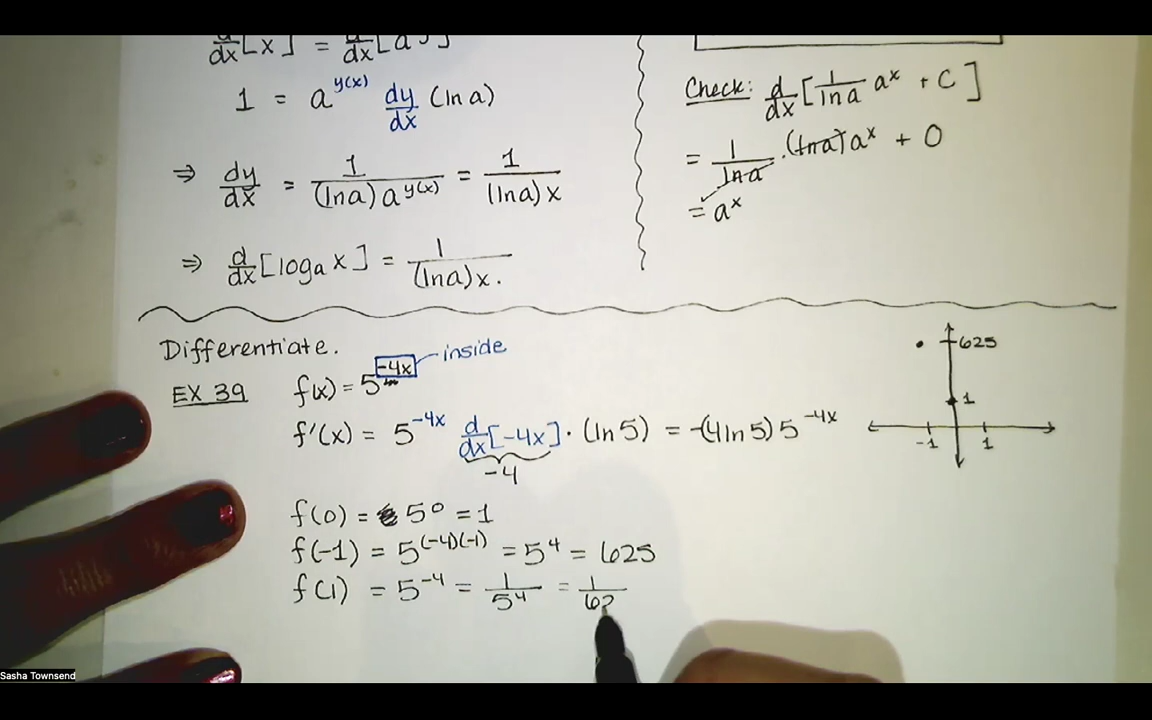 d/dx[x] = d/dx[a^y]
1 = a^y(x) dy/dx (ln a)
⇒ dy/dx = 1/((ln a) a^y(x)) = 1/((ln a) x
⇒ d/dx [log_a x] = 1/((ln a) x.
Check: d/dx [1/ln a a^x + C]
= 1/ln a · (ln a) a^x + 0
= a^x
Differentiate.
EX 39 f(x) = 5^-4x inside
f'(x) = 5^-4x d/dx[-4x] · (ln 5) = -(4 ln 5) 5^-4x
-4
f(0) = 5^0 = 1
f(-1) = 5^(-4)(-1) = 5^4 = 625
f(1) = 5^-4 = 1/5^4 = 1/62
625
1
-1 1
Sasha Townsend